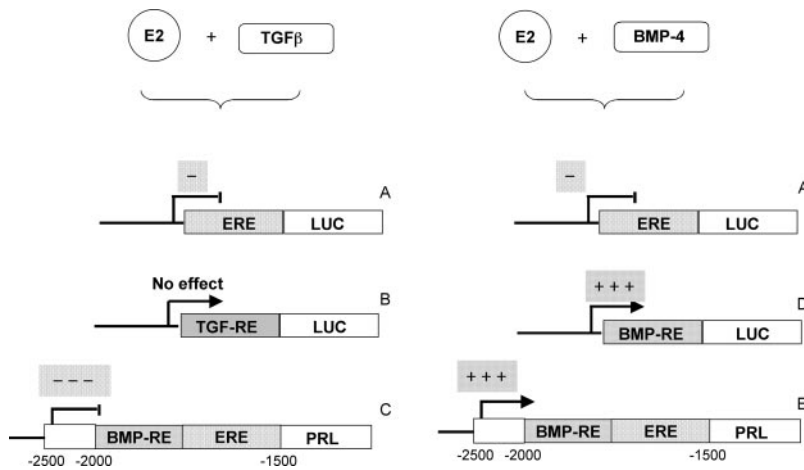 E2 + TGFβ
E2 + BMP-4
−
A
ERE LUC
−
A
ERE LUC
No effect
B
TGF-RE LUC
+ + +
D
BMP-RE LUC
− − −
C
BMP-RE ERE PRL
-2500 -2000 -1500
+ + +
E
BMP-RE ERE PRL
-2500 -2000 -1500